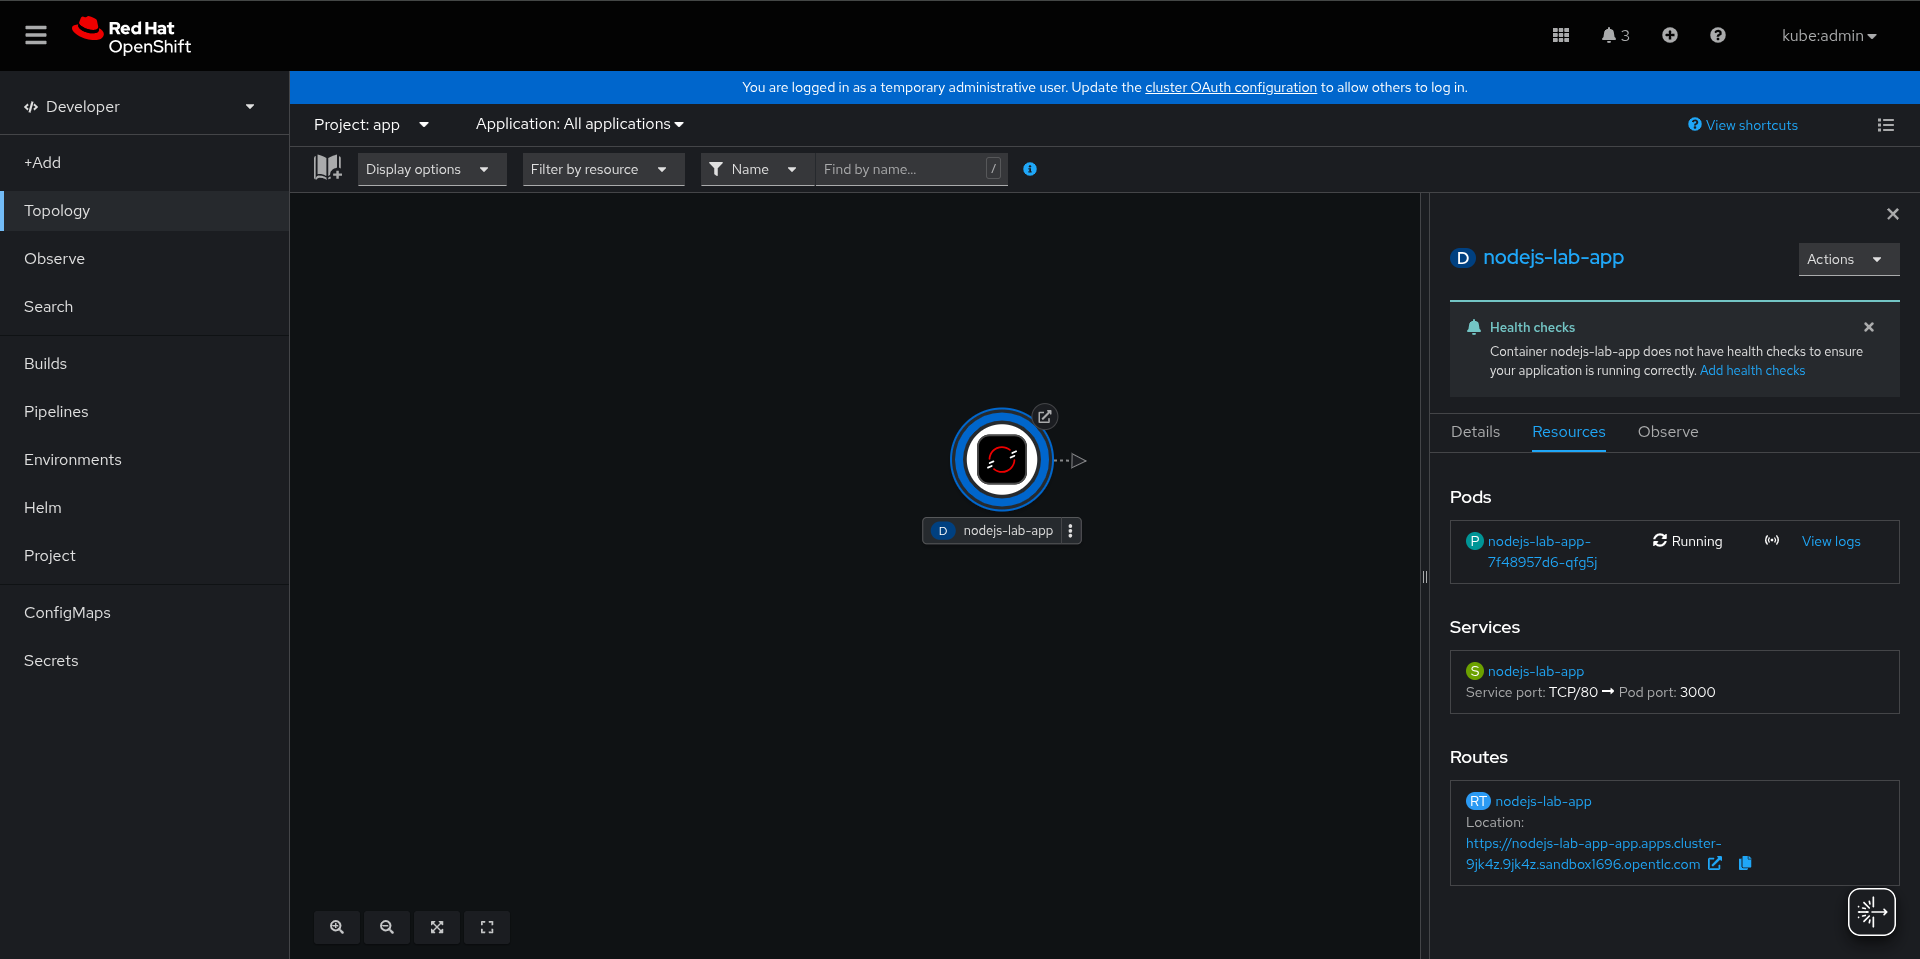 Red Hat
OpenShift
3
kube:admin
You are logged in as a temporary administrative user. Update the cluster OAuth configuration to allow others to log in.
Developer
+Add
Topology
Observe
Search
Builds
Pipelines
Environments
Helm
Project
ConfigMaps
Secrets
Project: app
Application: All applications
View shortcuts
Display options
Filter by resource
Name
Find by name...
/
D nodejs-lab-app
D nodejs-lab-app
Actions
Health checks
Container nodejs-lab-app does not have health checks to ensure
your application is running correctly. Add health checks
Details
Resources
Observe
Pods
P nodejs-lab-app-
7f48957d6-qfg5j
Running
View logs
Services
S nodejs-lab-app
Service port: TCP/80 → Pod port: 3000
Routes
RT nodejs-lab-app
Location:
https://nodejs-lab-app-app.apps.cluster-
9jk4z.9jk4z.sandbox1696.opentlc.com